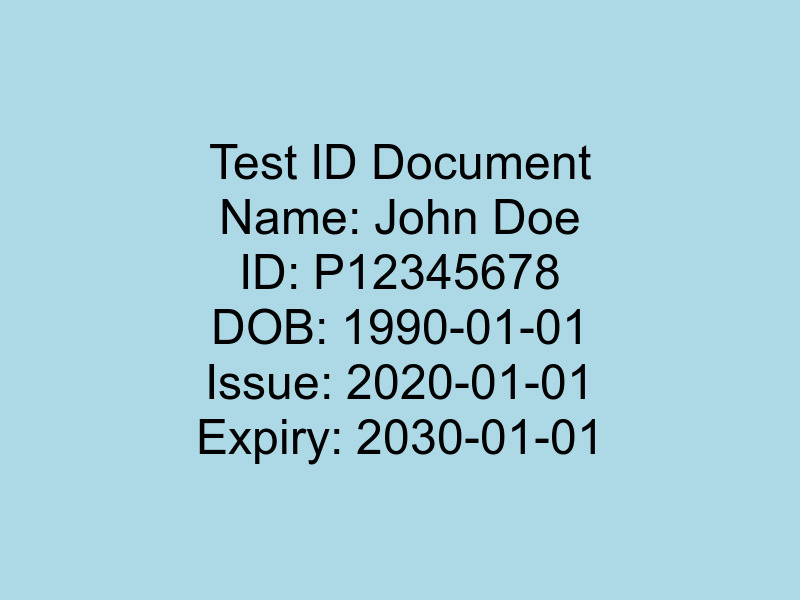 Test ID Document
Name: John Doe
ID: P12345678
DOB: 1990-01-01
Issue: 2020-01-01
Expiry: 2030-01-01